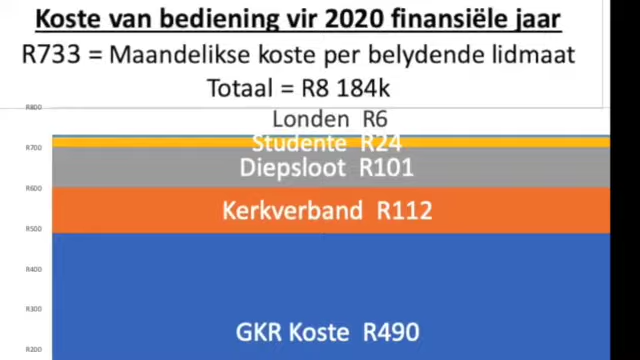 Koste van bediening vir 2020 finansiële jaar
R733 = Maandelikse koste per belydende lidmaat
Totaal = R8 184k
R800
Londen R6
Studente R24
R700
Diepsloot R101
R600
Kerkverband R112
R500
R400
R300
GKR Koste R490
R200